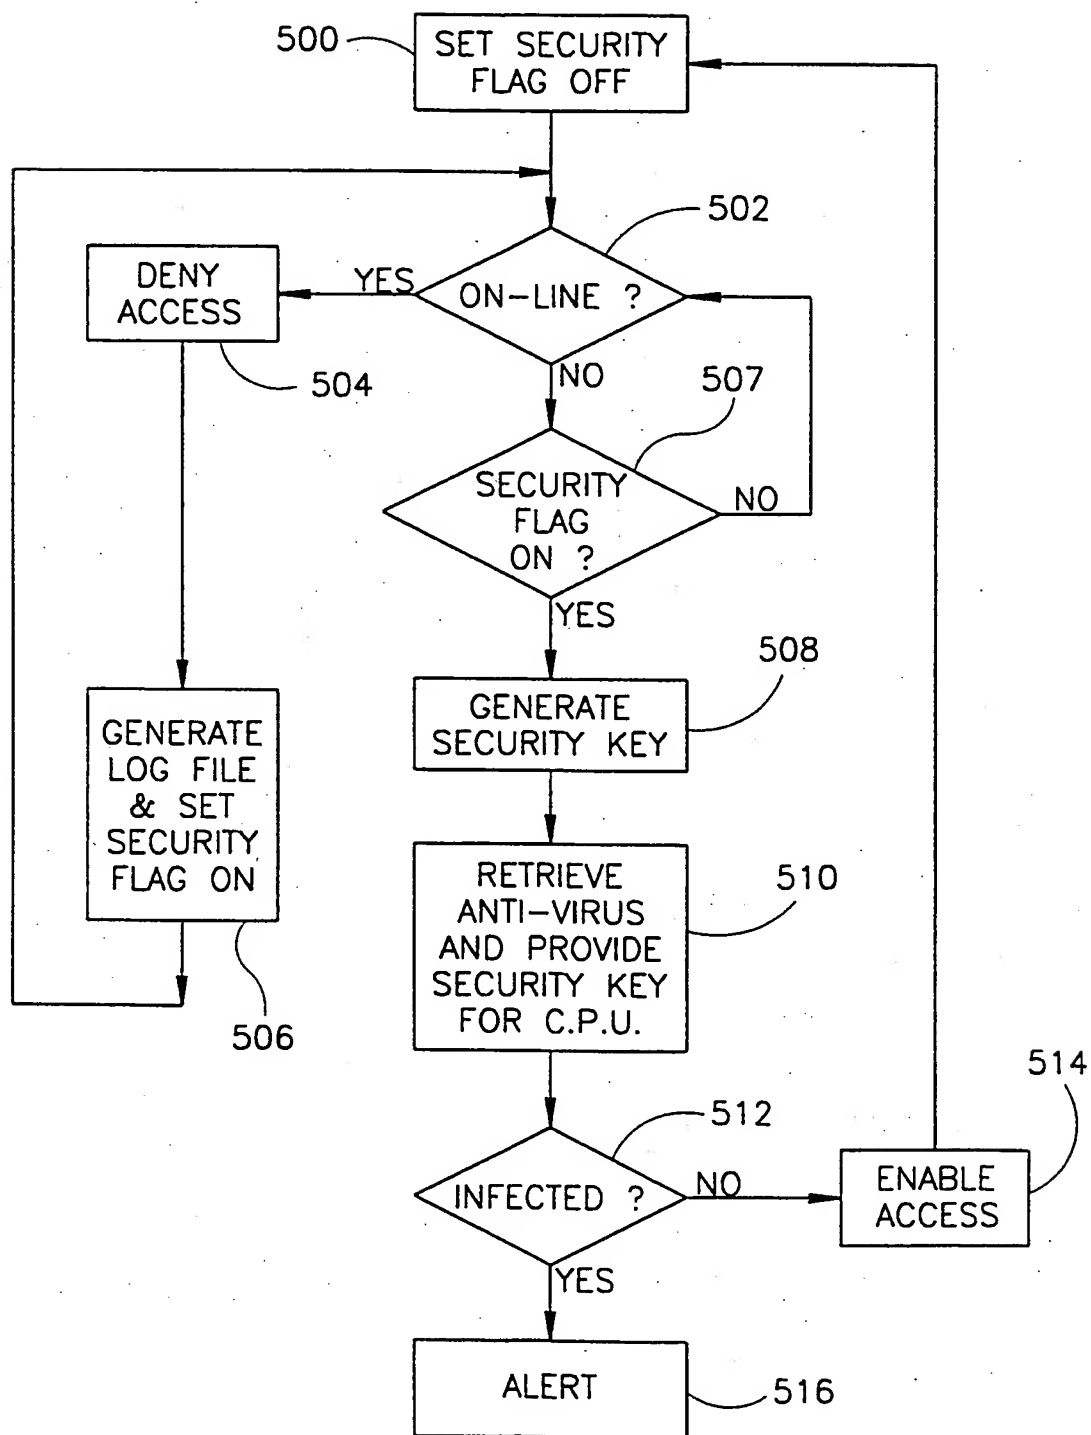 500
SET SECURITY
FLAG OFF
502
DENY
ACCESS
YES
ON-LINE ?
504
NO
507
SECURITY
FLAG
ON ?
NO
YES
508
GENERATE
SECURITY KEY
GENERATE
LOG FILE
& SET
SECURITY
FLAG ON
506
RETRIEVE
ANTI-VIRUS
AND PROVIDE
SECURITY KEY
FOR C.P.U.
510
514
512
INFECTED ?
NO
ENABLE
ACCESS
YES
ALERT
516